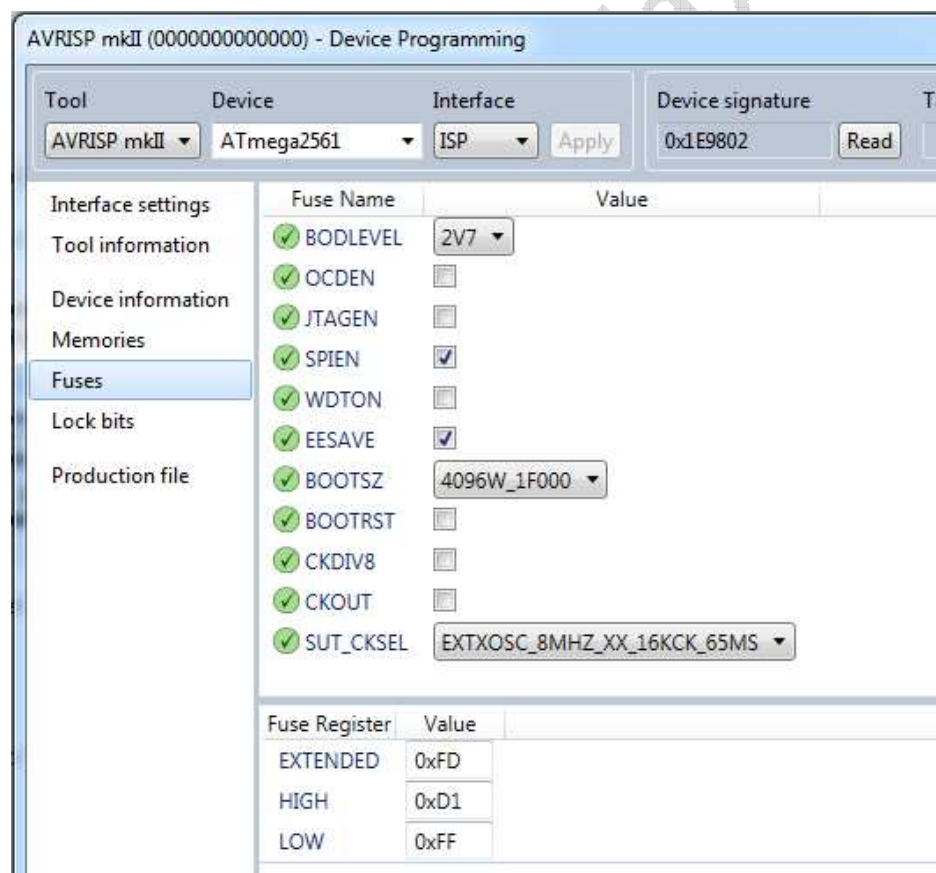 AVRISP mkII (0000000000000) - Device Programming
Tool Device Interface Device signature
AVRISP mkII ATmega2561 ISP Apply 0x1E9802 Read
Interface settings
Tool information
Device information
Memories
Fuses
Lock bits
Production file
Fuse Name Value
BODLEVEL 2V7
OCDEN
JTAGEN
SPIEN
WDTON
EESAVE
BOOTSZ 4096W_1F000
BOOTRST
CKDIV8
CKOUT
SUT_CKSEL EXTXOSC_8MHZ_XX_16KCK_65MS
Fuse Register Value
EXTENDED 0xFD
HIGH 0xD1
LOW 0xFF